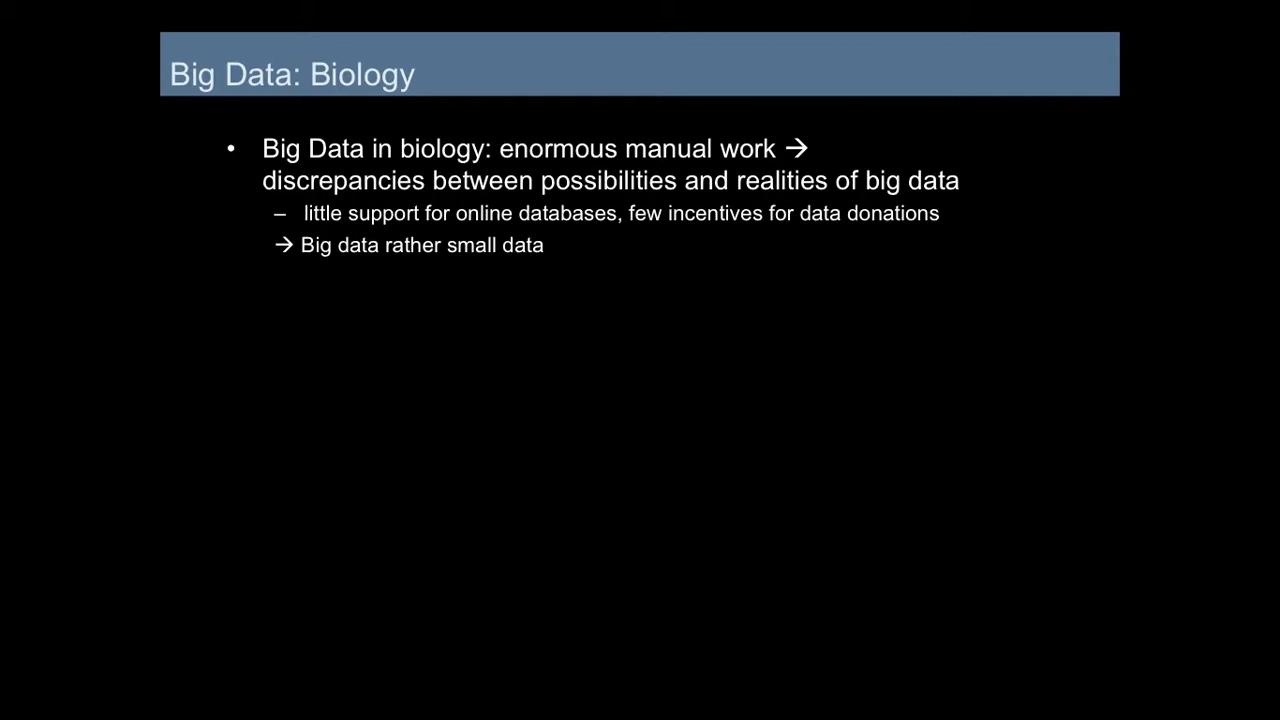 Big Data: Biology
• Big Data in biology: enormous manual work →
discrepancies between possibilities and realities of big data
– little support for online databases, few incentives for data donations
→ Big data rather small data